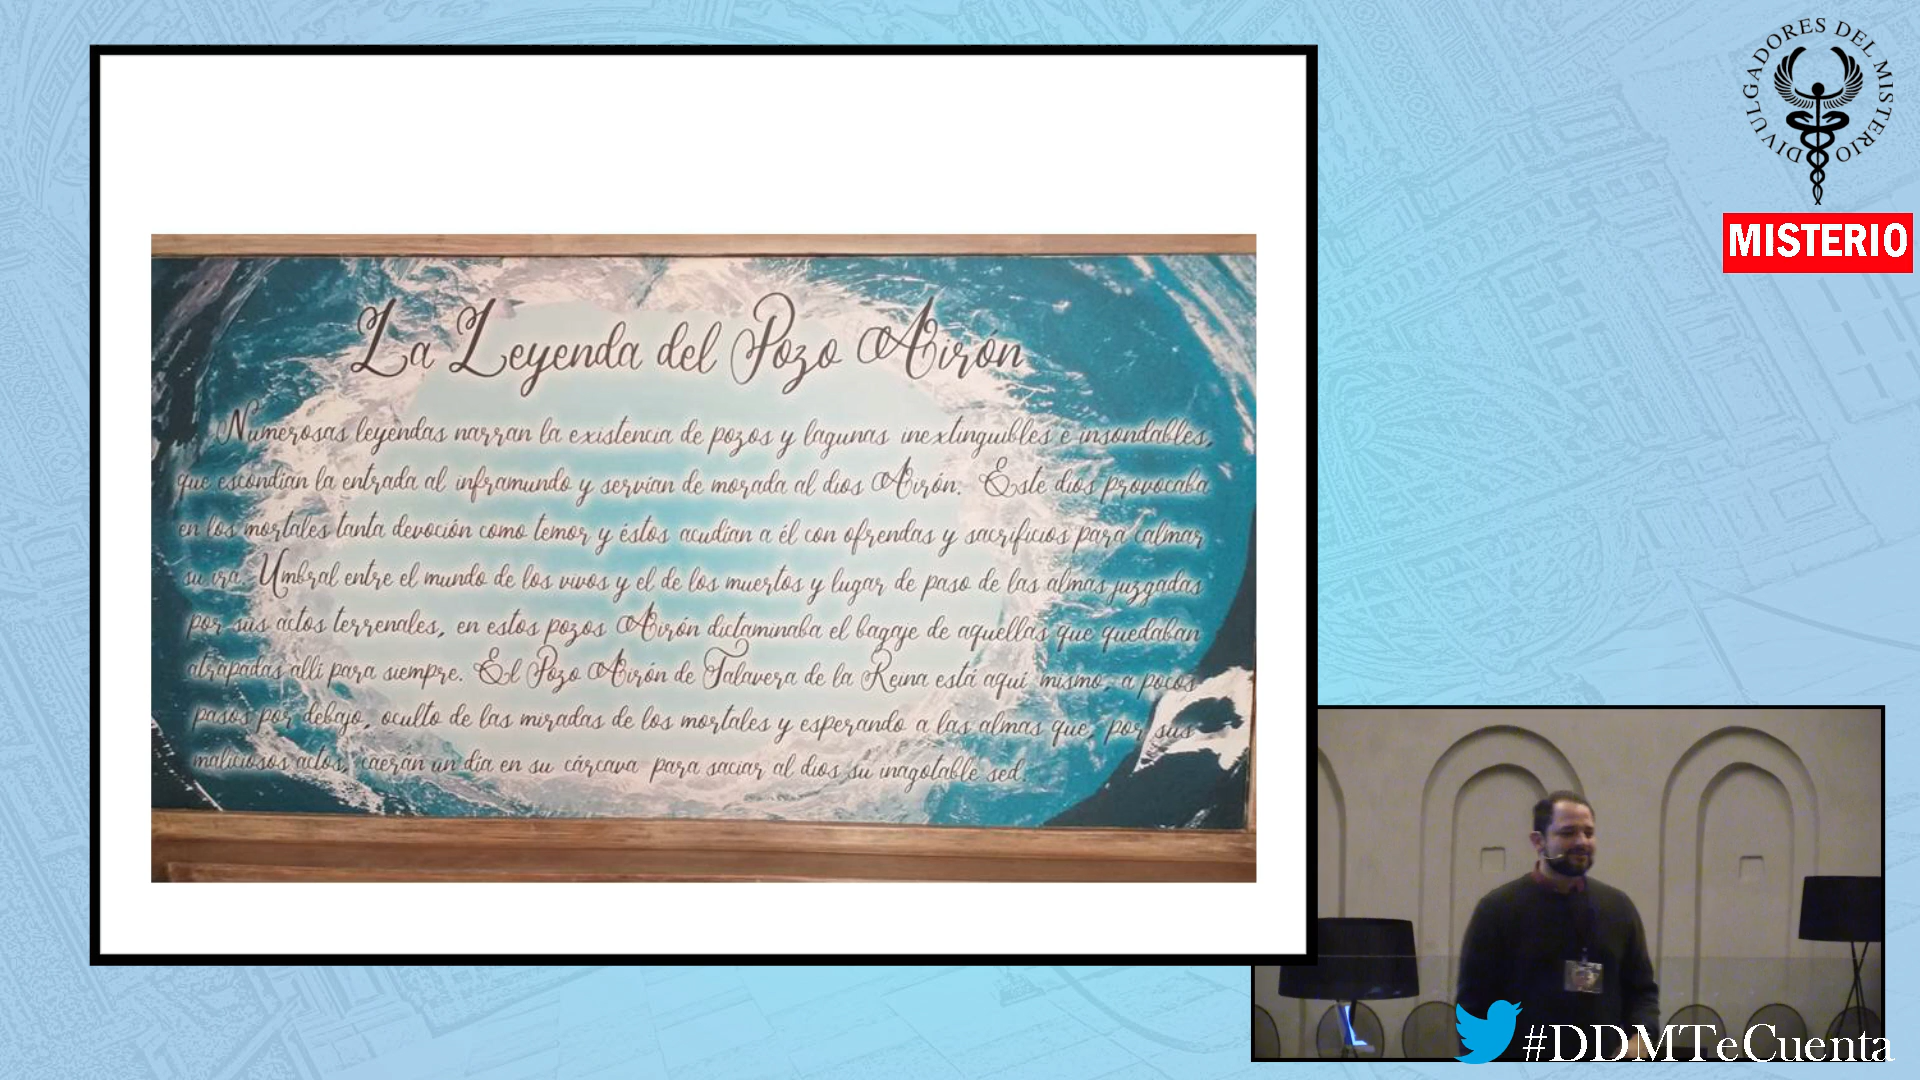 DIVULGADORES DEL MISTERIO
MISTERIO
La Leyenda del Pozo Airón
Numerosas leyendas narran la existencia de pozos y lagunas inextinguibles e insondables,
que escondían la entrada al inframundo y servían de morada al dios Airón. Este dios provocaba
en los mortales tanta devoción como temor y éstos acudían a él con ofrendas y sacrificios para calmar
su ira. Umbral entre el mundo de los vivos y el de los muertos y lugar de paso de las almas juzgadas
por sus actos terrenales, en estos pozos Airón dictaminaba el bagaje de aquellas que quedaban
atrapadas allí para siempre. El Pozo Airón de Talavera de la Reina está aquí mismo, a pocos
pasos por debajo, oculto de las miradas de los mortales y esperando a las almas que, por sus
maliciosos actos, caerán un día en su cárcava para saciar al dios su inagotable sed.
#DDMTeCuenta